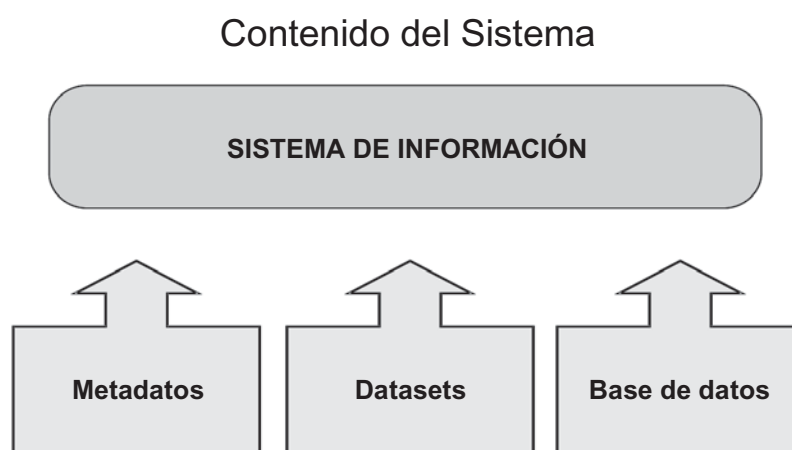 Contenido del Sistema
SISTEMA DE INFORMACIÓN
Metadatos
Datasets
Base de datos